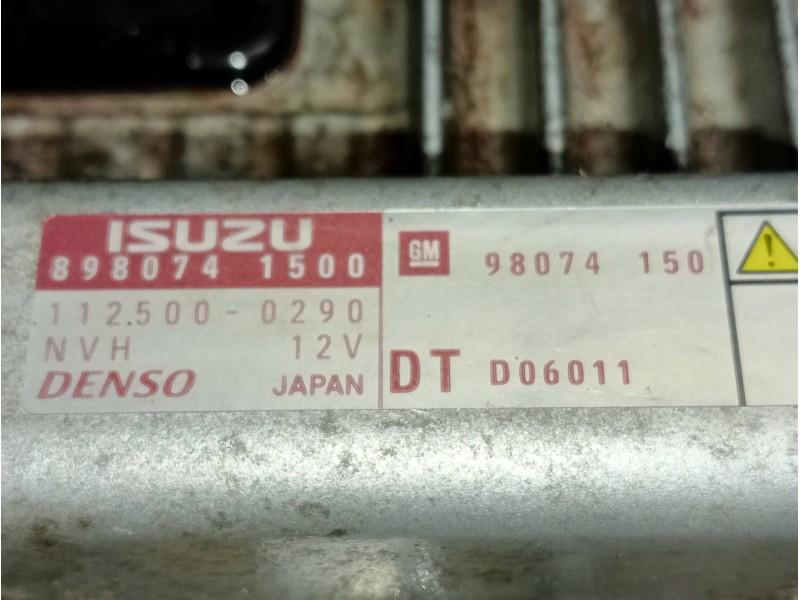 ISUZU
898074 1500
112500-0290
NVH 12V
DENSO JAPAN
GM 98074 150
DT D06011